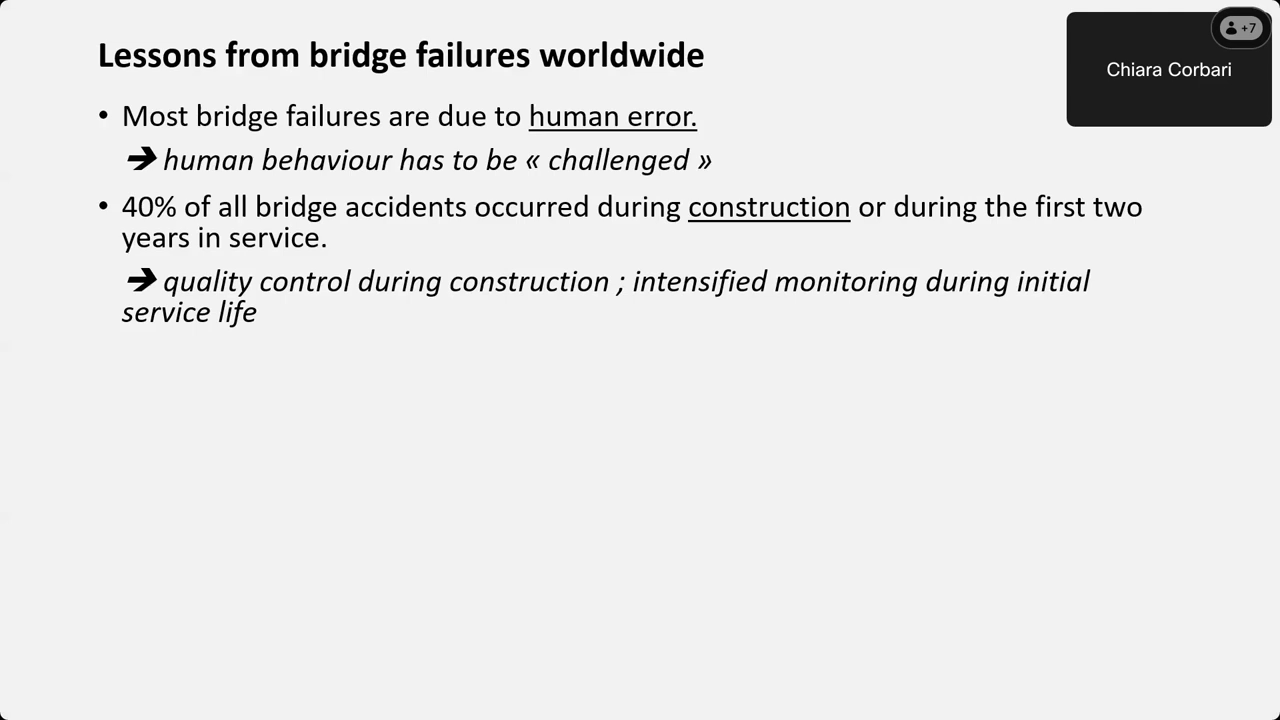 Lessons from bridge failures worldwide
+7
Chiara Corbari
• Most bridge failures are due to human error.
➔ human behaviour has to be « challenged »
• 40% of all bridge accidents occurred during construction or during the first two
years in service.
➔ quality control during construction ; intensified monitoring during initial
service life